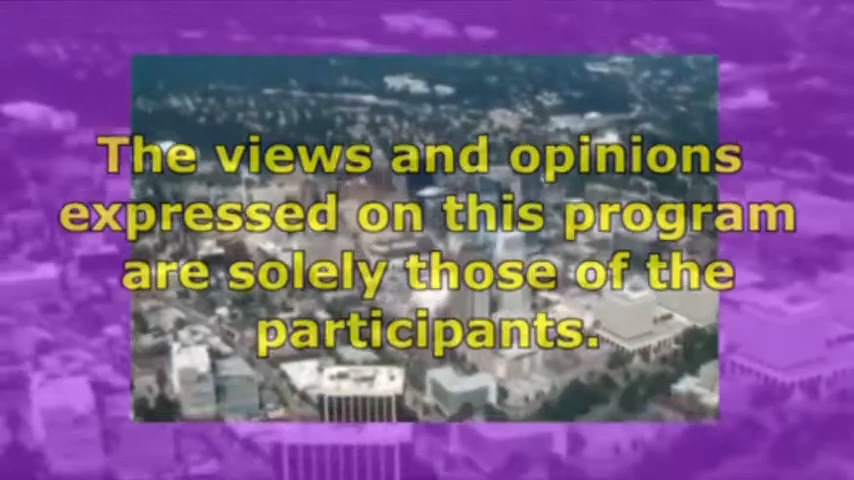 The views and opinions
expressed on this program
are solely those of the
participants.